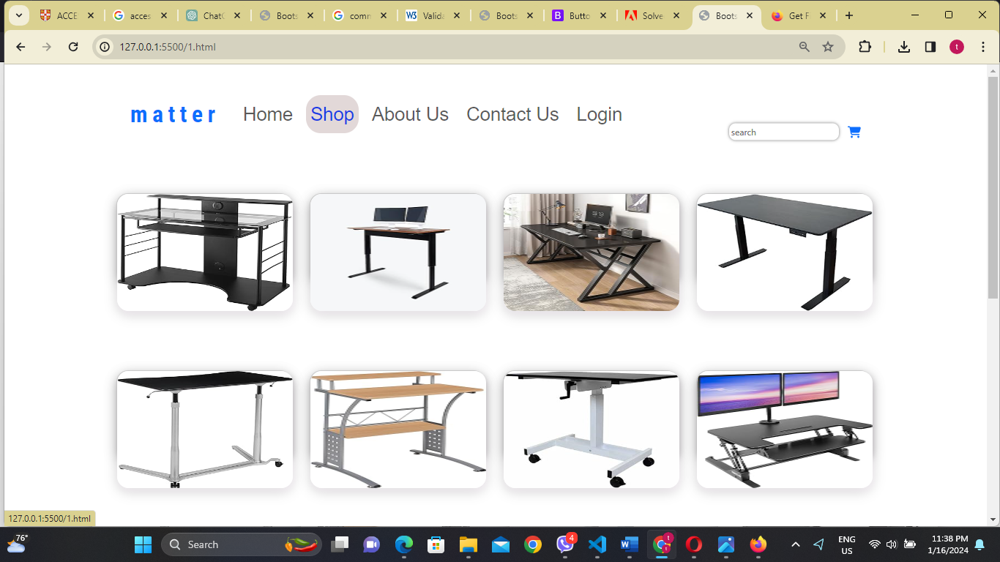 ACCE
acces
ChatG
Boots
comn
Valida
Boots
Butto
Solve
Boots
Get F
127.0.0.1:5500/1.html
matter Home Shop About Us Contact Us Login
search
127.0.0.1:5500/1.html
76°
Search
4
ENG
US
11:38 PM
1/16/2024